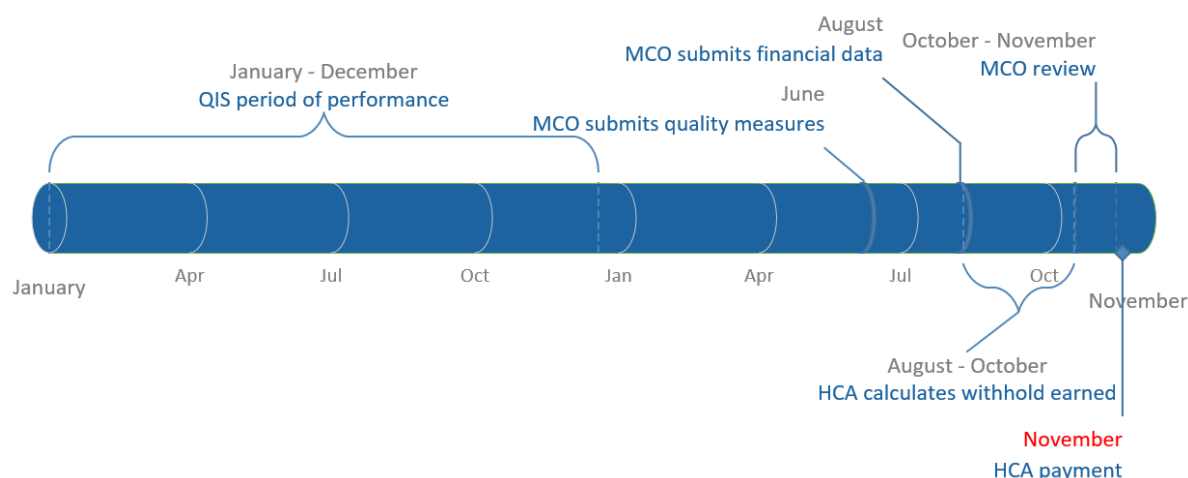 August
MCO submits financial data
October - November
MCO review
January - December
QIS period of performance
June
MCO submits quality measures
January
Apr
Jul
Oct
Jan
Apr
Jul
Oct
November
August - October
HCA calculates withhold earned
November
HCA payment